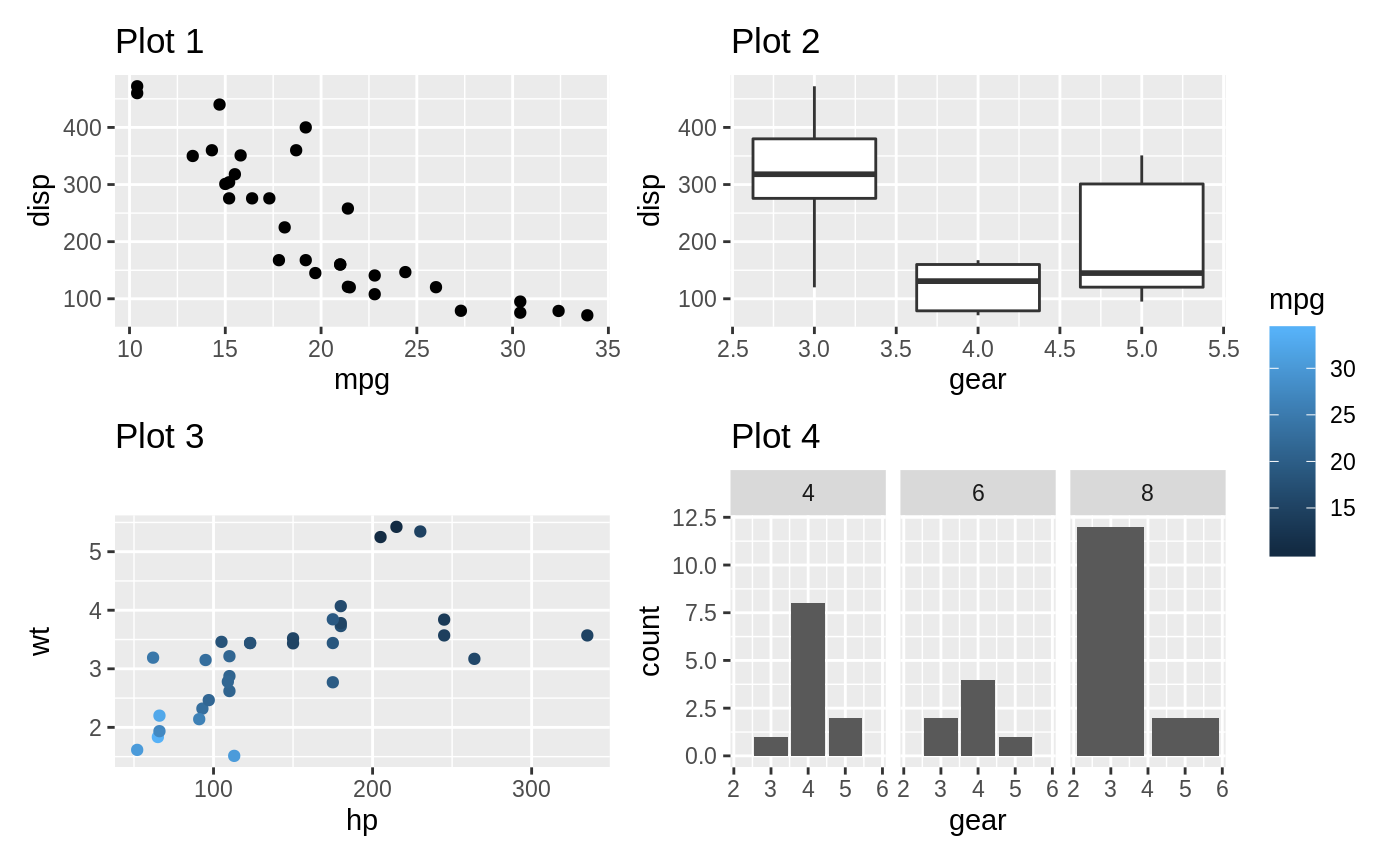 Plot 1
disp
400
300
200
100
10 15 20 25 30 35
mpg
Plot 2
disp
400
300
200
100
2.5 3.0 3.5 4.0 4.5 5.0 5.5
gear
Plot 3
wt
5
4
3
2
100 200 300
hp
Plot 4
4 6 8
count
12.5
10.0
7.5
5.0
2.5
0.0
2 3 4 5 6 2 3 4 5 6 2 3 4 5 6
gear
mpg
30
25
20
15